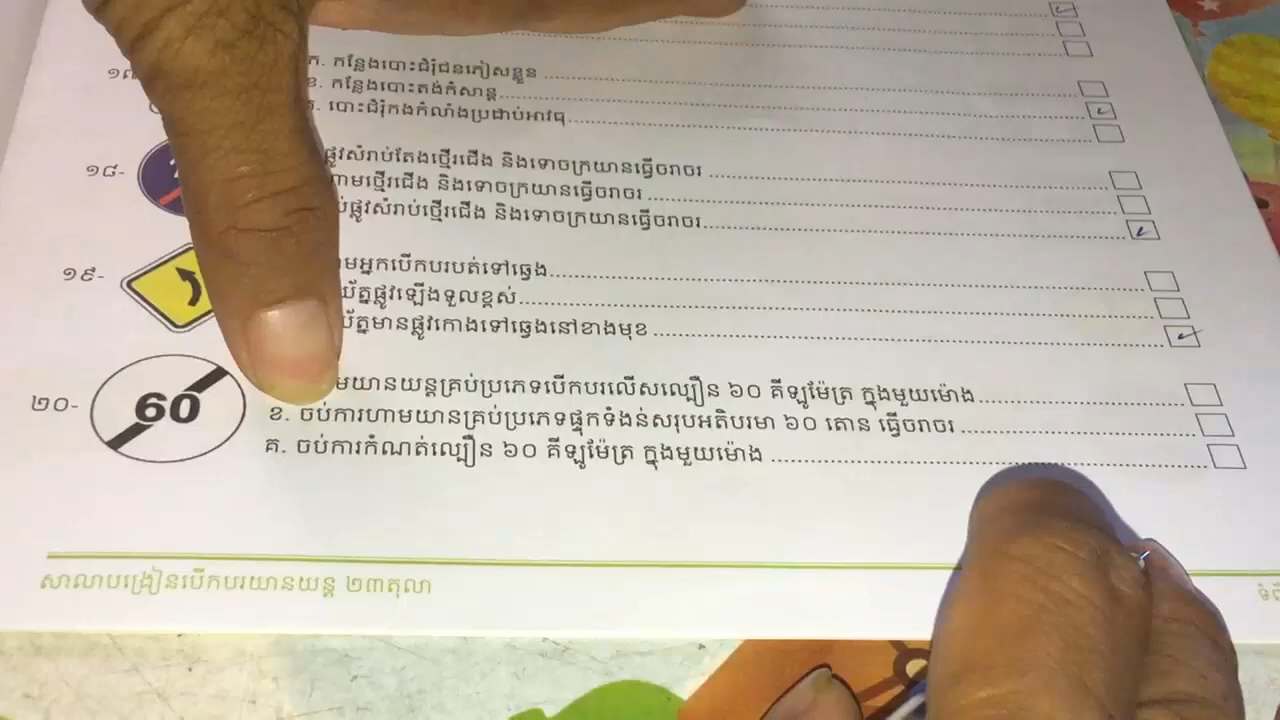 ក. កន្លែងបោះជំរុំជនភៀសខ្លួន
ខ. កន្លែងបោះតង់កំសាន្ត
បោះជំរុំកងកំលាំងប្រដាប់អាវុធ
១៨-
ផ្លូវសំរាប់តែងថ្មើរជើង និងទោចក្រយានធ្វើចរាចរ
ហាមថ្មើរជើង និងទោចក្រយានធ្វើចរាចរ
ផ្លូវសំរាប់ថ្មើរជើង និងទោចក្រយានធ្វើចរាចរ
១៩-
អ្នកបើកបរបត់ទៅឆ្វេង
ផ្លូវឡើងទួលខ្ពស់
មានផ្លូវកោងទៅឆ្វេងនៅខាងមុខ
២០-
60
យានយន្តគ្រប់ប្រភេទបើកបរលើសល្បឿន ៦០ គីឡូម៉ែត្រ ក្នុងមួយម៉ោង
ខ. ចប់ការហាមយានគ្រប់ប្រភេទផ្ទុកទំងន់សរុបអតិបរមា ៦០ តោន ធ្វើចរាចរ
គ. ចប់ការកំណត់ល្បឿន ៦០ គីឡូម៉ែត្រ ក្នុងមួយម៉ោង
សាលាបង្រៀនបើកបរយានយន្ត ២៣តុលា